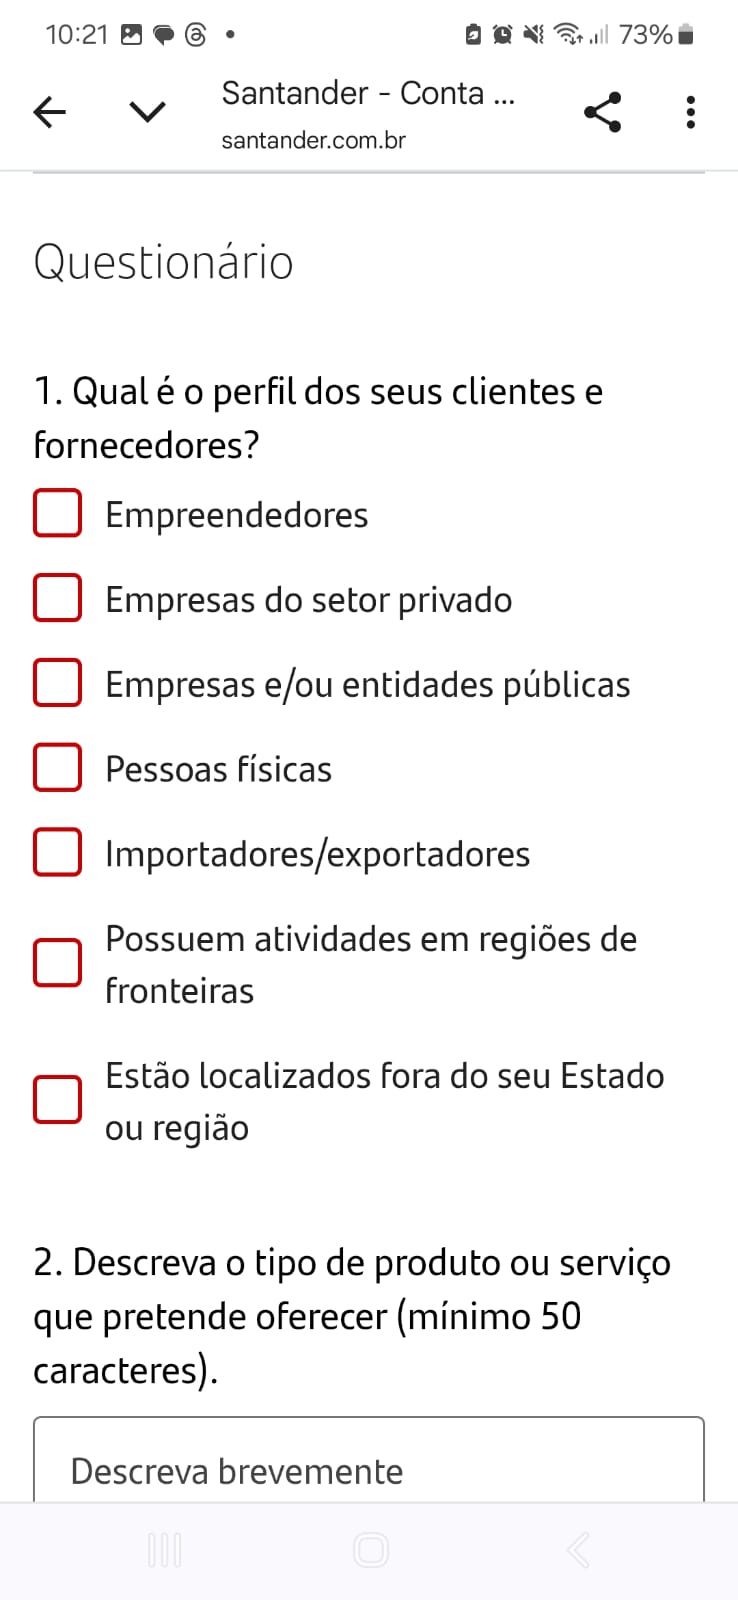 10:21
73%
Santander - Conta ...
santander.com.br
Questionário
1. Qual é o perfil dos seus clientes e
fornecedores?
Empreendedores
Empresas do setor privado
Empresas e/ou entidades públicas
Pessoas físicas
Importadores/exportadores
Possuem atividades em regiões de
fronteiras
Estão localizados fora do seu Estado
ou região
2. Descreva o tipo de produto ou serviço
que pretende oferecer (mínimo 50
caracteres).
Descreva brevemente